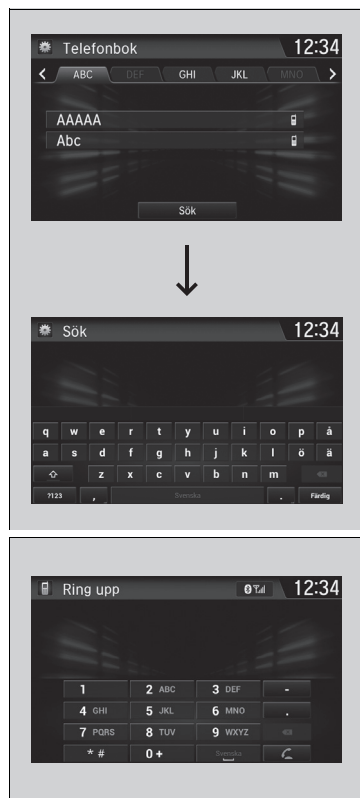 Telefonbok 12:34
< ABC DEF GHI JKL MNO >
AAAAA
Abc
Sök
Sök 12:34
q w e r t y u i o p å
a s d f g h j k l ö ä
z x c v b n m
?123 , Svenska . Färdig
Ring upp 12:34
1 2 ABC 3 DEF -
4 GHI 5 JKL 6 MNO .
7 PQRS 8 TUV 9 WXYZ
* # 0 + Svenska